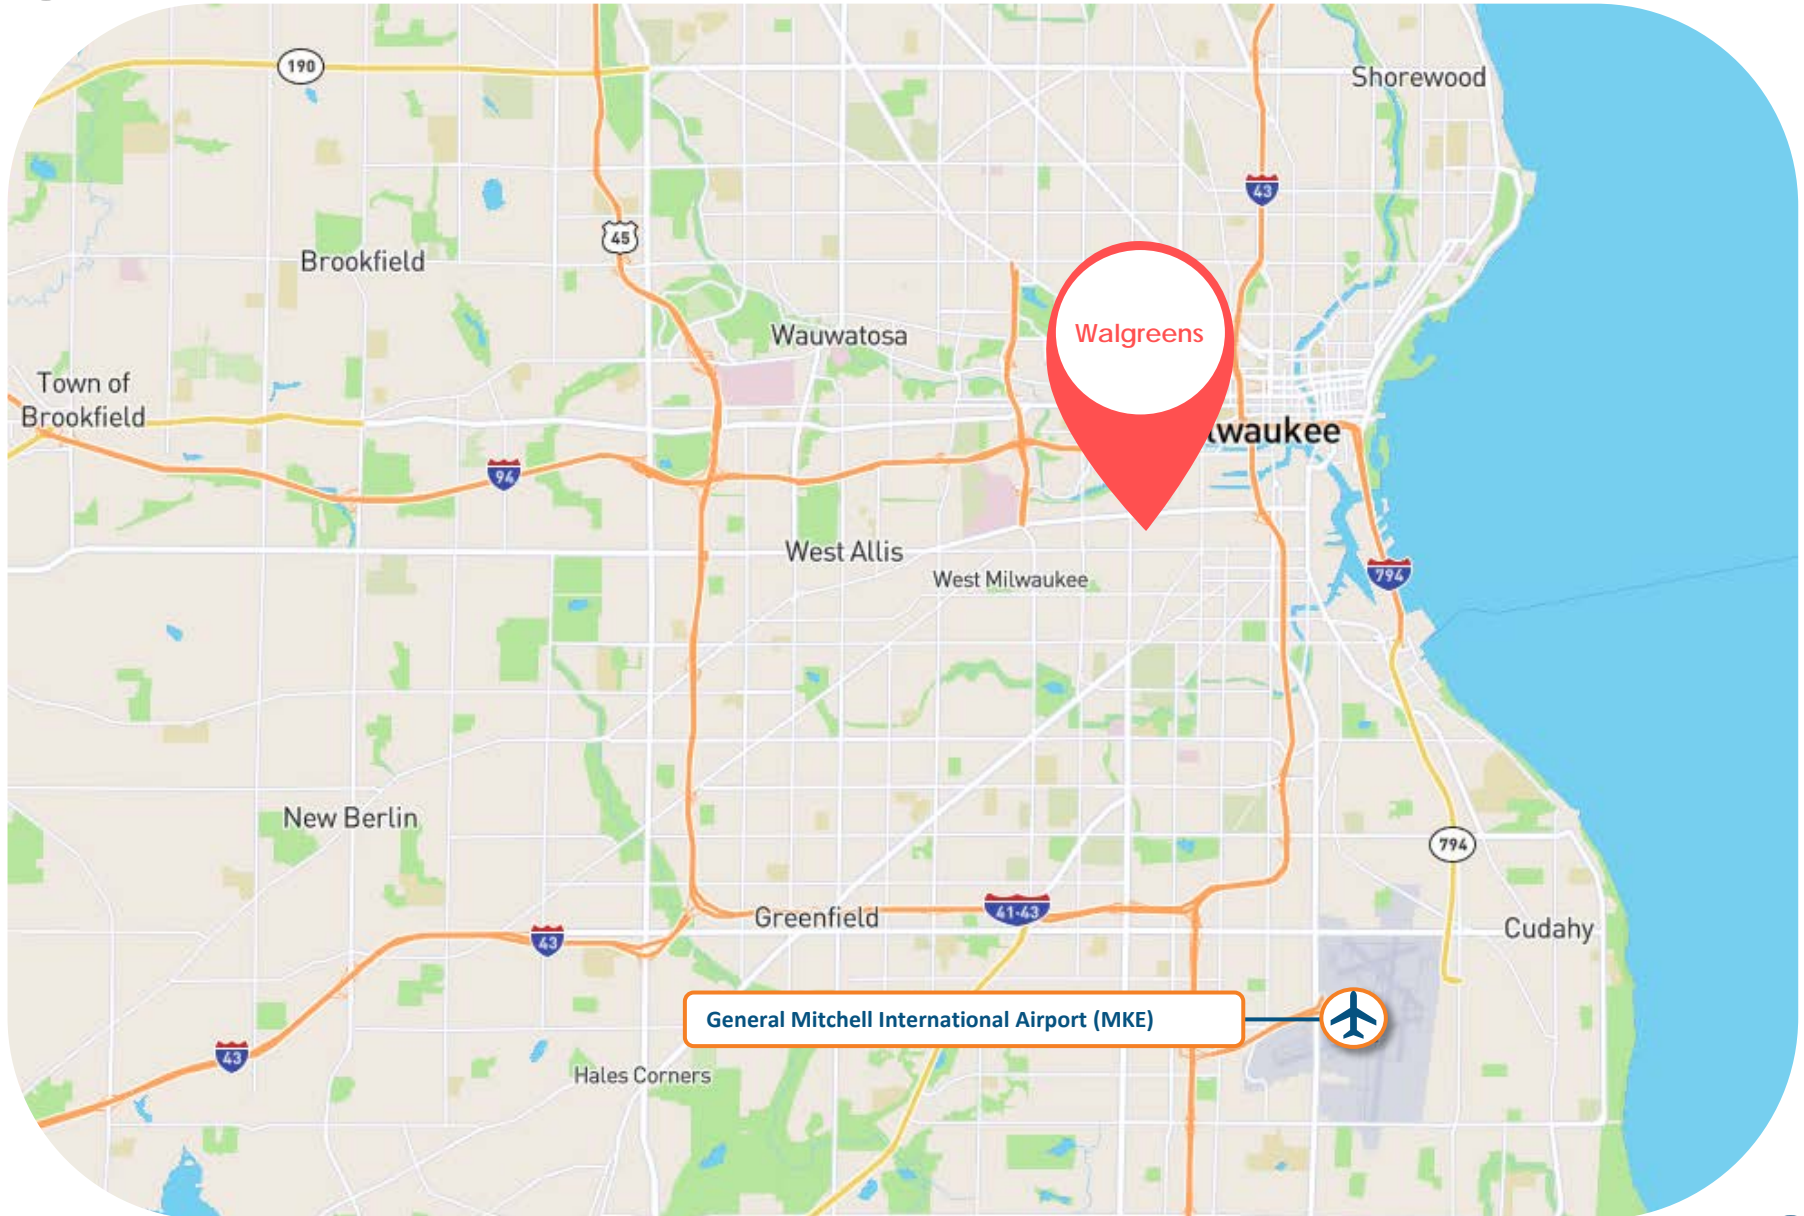 190
Shorewood
43
45
Brookfield
Wauwatosa
Walgreens
Town of
Brookfield
lwaukee
94
West Allis
West Milwaukee
794
New Berlin
794
41-43
Greenfield
Cudahy
43
General Mitchell International Airport (MKE)
43
Hales Corners